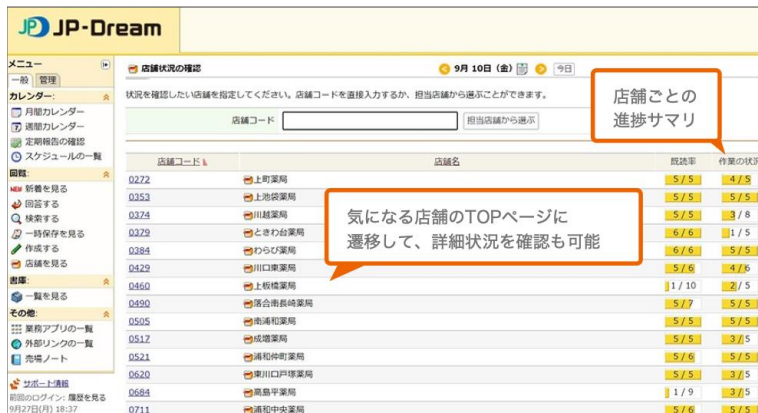 JP JP-Dream
メニュー
一般 管理
カレンダー:
月間カレンダー
7 週間カレンダー
定期報告の確認
スケジュールの一覧
回覧:
NEW 新着を見る
回答する
検索する
一時保存を見る
作成する
店舗を見る
書庫:
一覧を見る
その他:
業務アプリの一覧
外部リンクの一覧
売場ノート
サポート情報
前回のログイン: 履歴を見る
9月27日(月) 18:37
店舗状況の確認
9月 10日 (金) 今日
状況を確認したい店舗を指定してください。店舗コードを直接入力するか、担当店舗から選ぶことができます。
店舗コード 担当店舗から選ぶ
店舗ごとの
進捗サマリ
店舗コード 店舗名 既読率 作業の状況
0272 上町薬局 5 / 5 4 / 5
0353 上池袋薬局 5 / 5 5 / 5
0374 川越薬局 5 / 5 3 / 8
0379 ときわ台薬局 6 / 6 1 / 5
0384 わらび薬局 6 / 6 5 / 5
0429 川口東薬局 5 / 6 4 / 6
0460 上板橋薬局 1 / 10 2 / 5
0490 落合南長崎薬局 5 / 7 5 / 5
0505 南浦和薬局 5 / 5 5 / 5
0517 成増薬局 5 / 5 3 / 5
0521 浦和仲町薬局 5 / 6 5 / 5
0620 東川口戸塚薬局 5 / 5 3 / 5
0684 高島平薬局 1 / 9 3 / 5
0711 浦和中央薬局 5 / 6 5 / 5
気になる店舗のTOPページに
遷移して、詳細状況を確認も可能